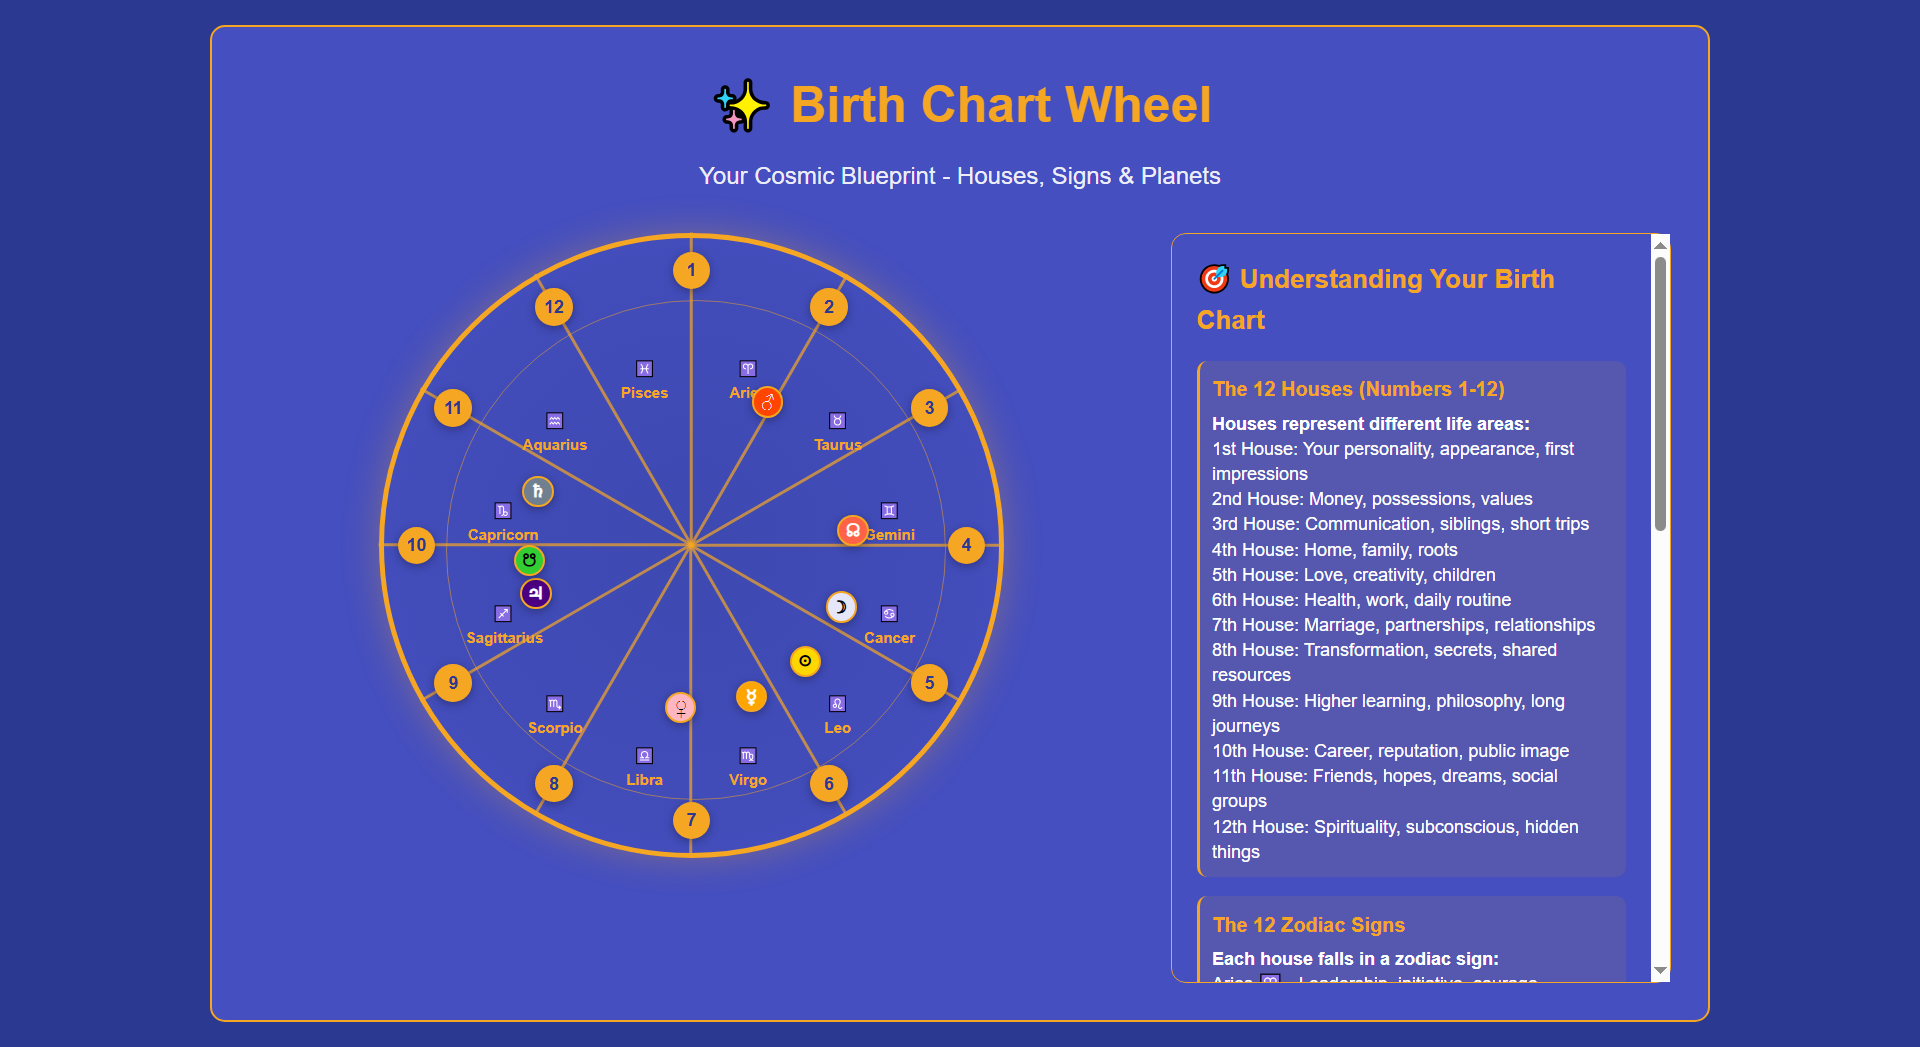 ✨ Birth Chart Wheel
Your Cosmic Blueprint - Houses, Signs & Planets
1
12
2
♓
Pisces
♈
Arie
♂
11
3
♒
Aquarius
♉
Taurus
♄
♑
Capricorn
☊
♊
Gemini
10
4
☋
♃
☽
♐
Sagittarius
♋
Cancer
☉
9
5
♀
☿
♏
Scorpio
♌
Leo
♎
Libra
♍
Virgo
8
6
7
🎯 Understanding Your Birth
Chart
The 12 Houses (Numbers 1-12)
Houses represent different life areas:
1st House: Your personality, appearance, first
impressions
2nd House: Money, possessions, values
3rd House: Communication, siblings, short trips
4th House: Home, family, roots
5th House: Love, creativity, children
6th House: Health, work, daily routine
7th House: Marriage, partnerships, relationships
8th House: Transformation, secrets, shared
resources
9th House: Higher learning, philosophy, long
journeys
10th House: Career, reputation, public image
11th House: Friends, hopes, dreams, social
groups
12th House: Spirituality, subconscious, hidden
things
The 12 Zodiac Signs
Each house falls in a zodiac sign:
Aries ♈ - Leadership, initiative, courage